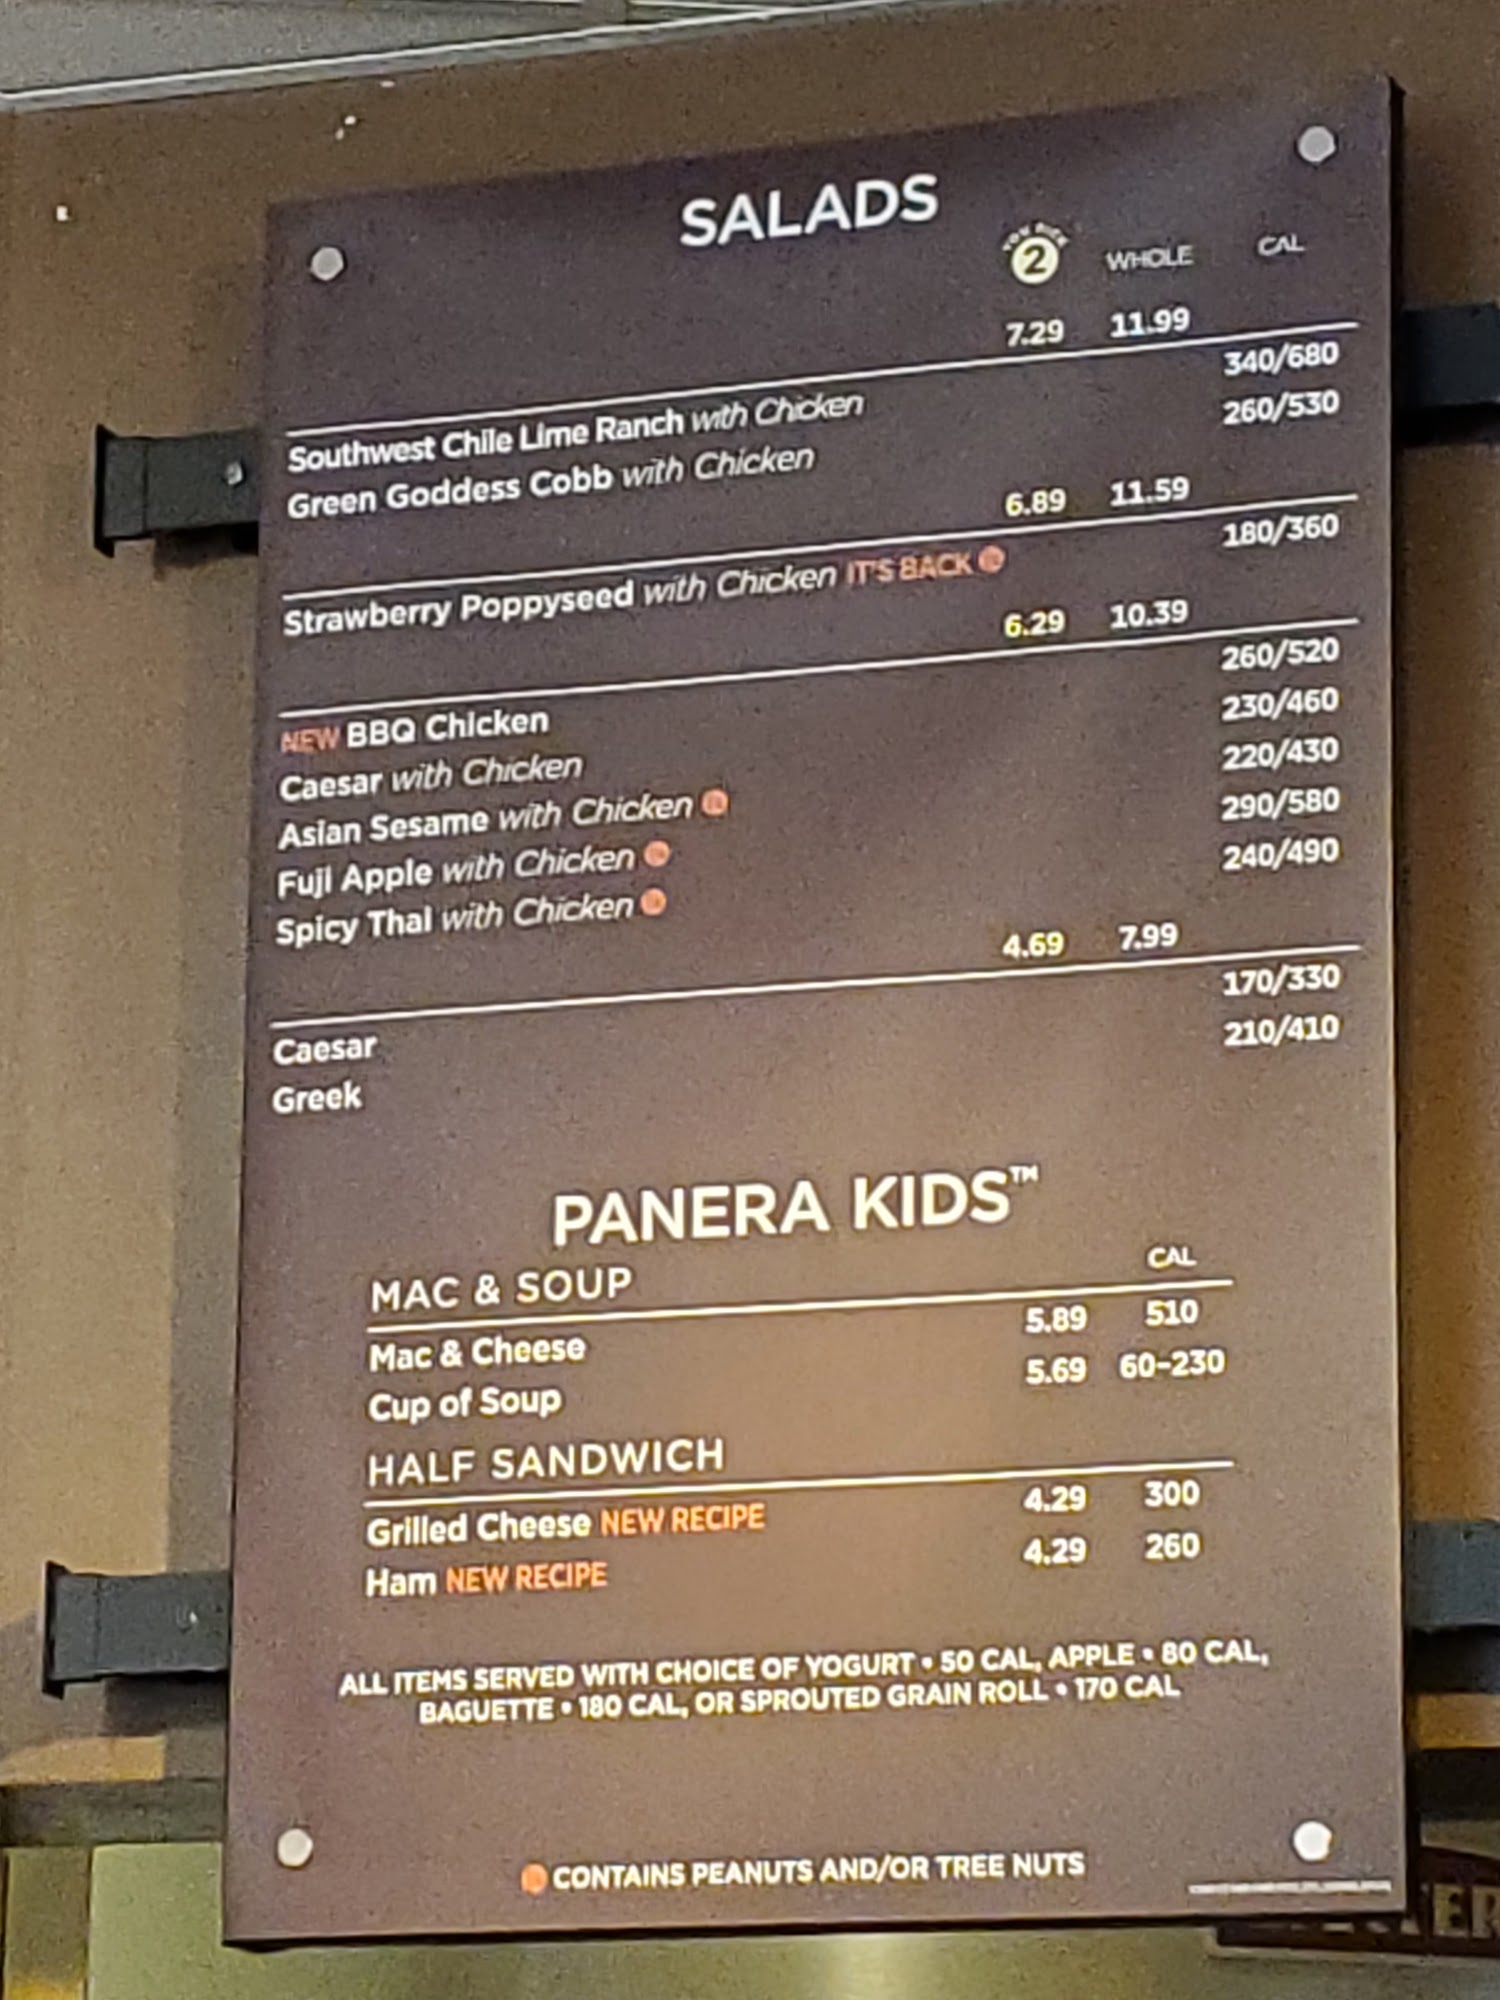 SALADS
YOU PICK 2 WHOLE CAL
7.29 11.99
Southwest Chile Lime Ranch with Chicken 340/680
Green Goddess Cobb with Chicken 260/530
6.89 11.59
Strawberry Poppyseed with Chicken IT'S BACK 180/360
6.29 10.39
NEW BBQ Chicken 260/520
Caesar with Chicken 230/460
Asian Sesame with Chicken 220/430
Fuji Apple with Chicken 290/580
Spicy Thai with Chicken 240/490
4.69 7.99
Caesar 170/330
Greek 210/410
PANERA KIDS™
MAC & SOUP CAL
Mac & Cheese 5.89 510
Cup of Soup 5.69 60-230
HALF SANDWICH
Grilled Cheese NEW RECIPE 4.29 300
Ham NEW RECIPE 4.29 260
ALL ITEMS SERVED WITH CHOICE OF YOGURT • 50 CAL, APPLE • 80 CAL,
BAGUETTE • 180 CAL, OR SPROUTED GRAIN ROLL • 170 CAL
CONTAINS PEANUTS AND/OR TREE NUTS